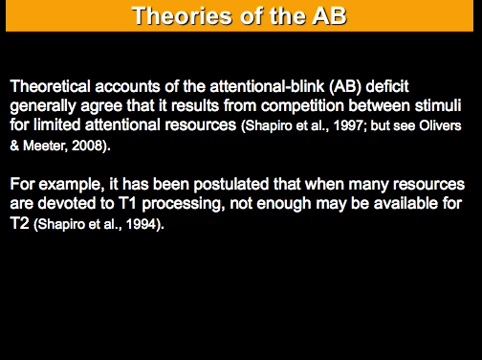 Theories of the AB
Theoretical accounts of the attentional-blink (AB) deficit
generally agree that it results from competition between stimuli
for limited attentional resources (Shapiro et al., 1997; but see Olivers
& Meeter, 2008).
For example, it has been postulated that when many resources
are devoted to T1 processing, not enough may be available for
T2 (Shapiro et al., 1994).